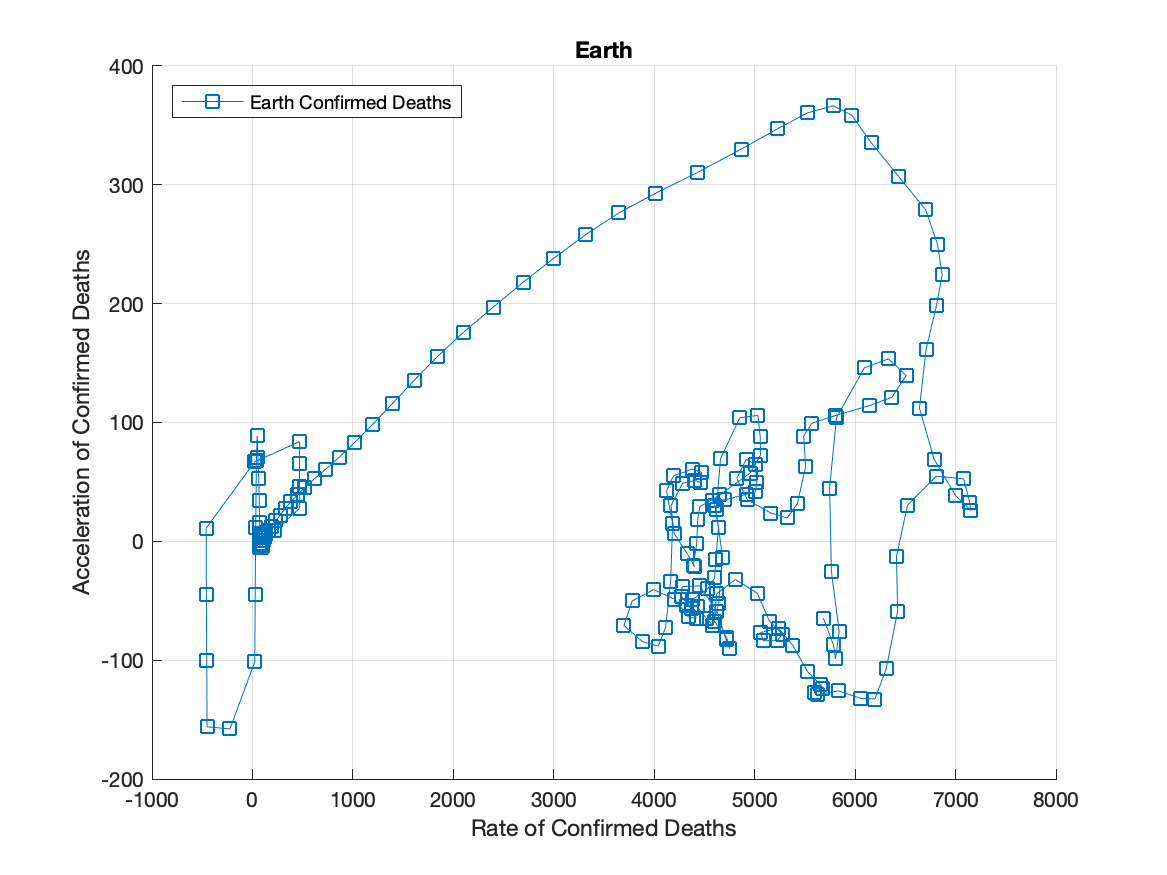 Earth
400
Earth Confirmed Deaths
300
200
100
0
-100
-200
Acceleration of Confirmed Deaths
-1000 0 1000 2000 3000 4000 5000 6000 7000 8000
Rate of Confirmed Deaths